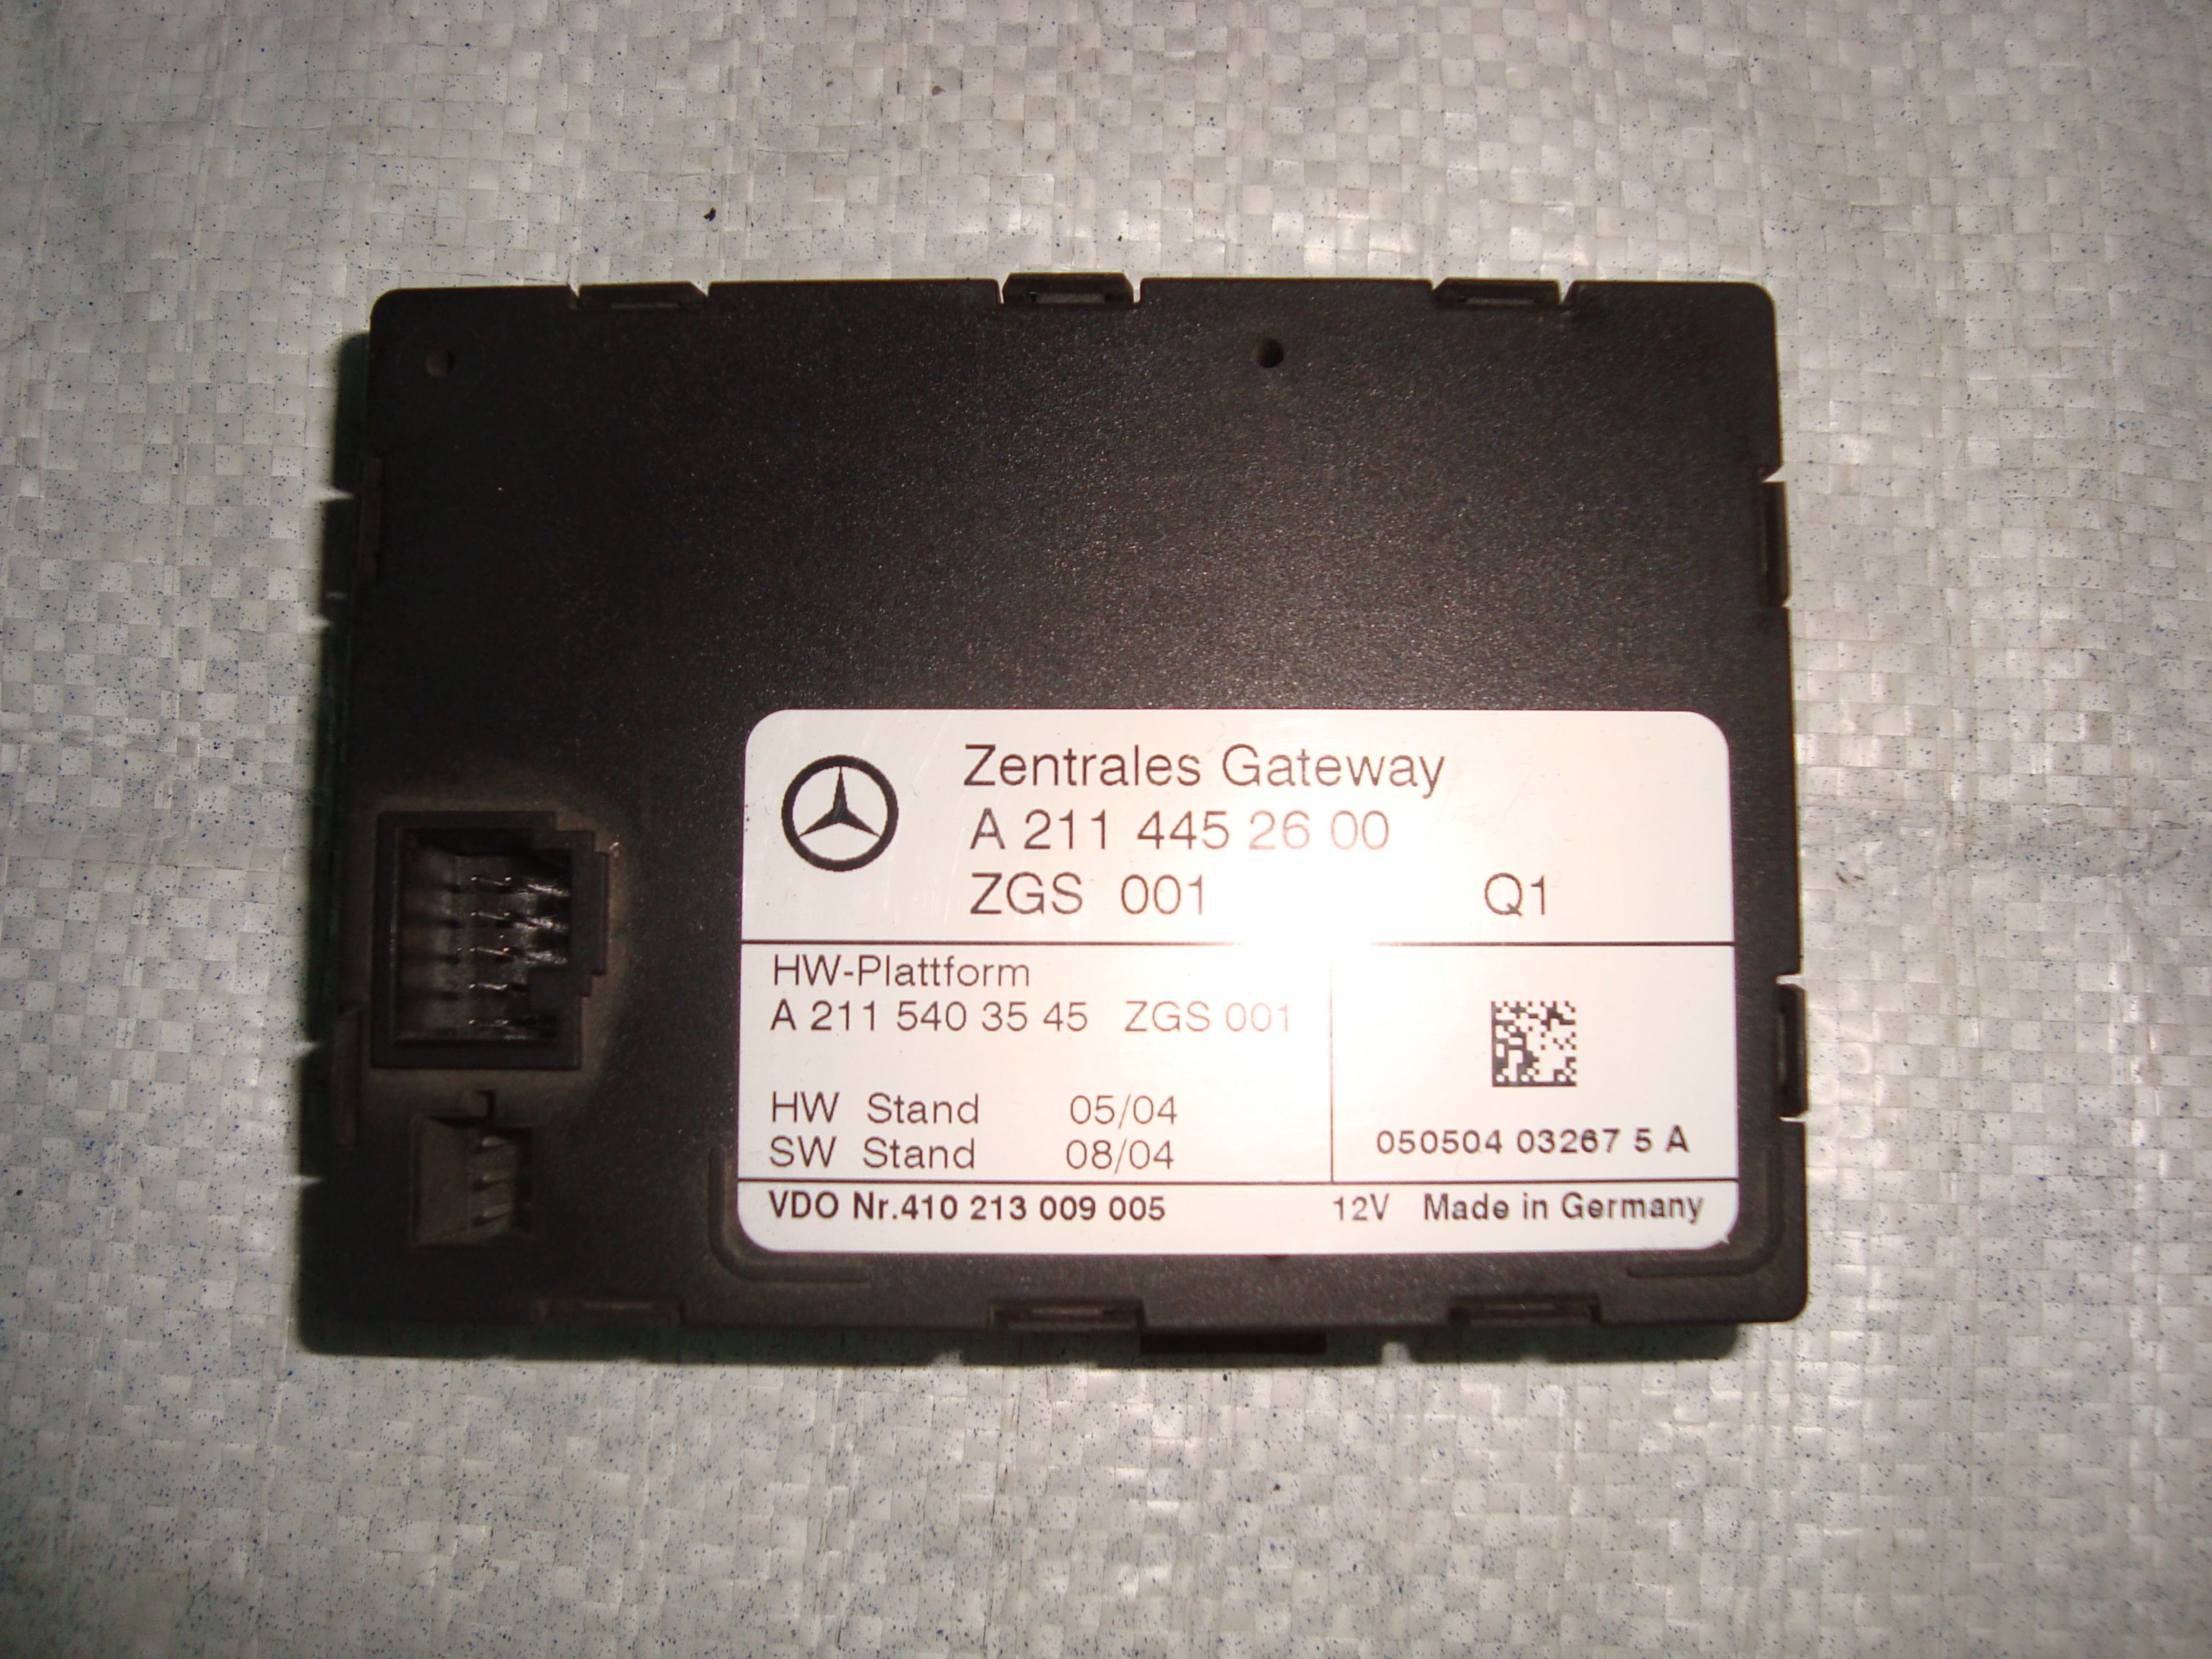 Zentrales Gateway
A 211 445 26 00
ZGS 001 Q1
HW-Plattform
A 211 540 35 45 ZGS 001
HW Stand 05/04
SW Stand 08/04
050504 03267 5 A
VDO Nr.410 213 009 005 12V Made in Germany